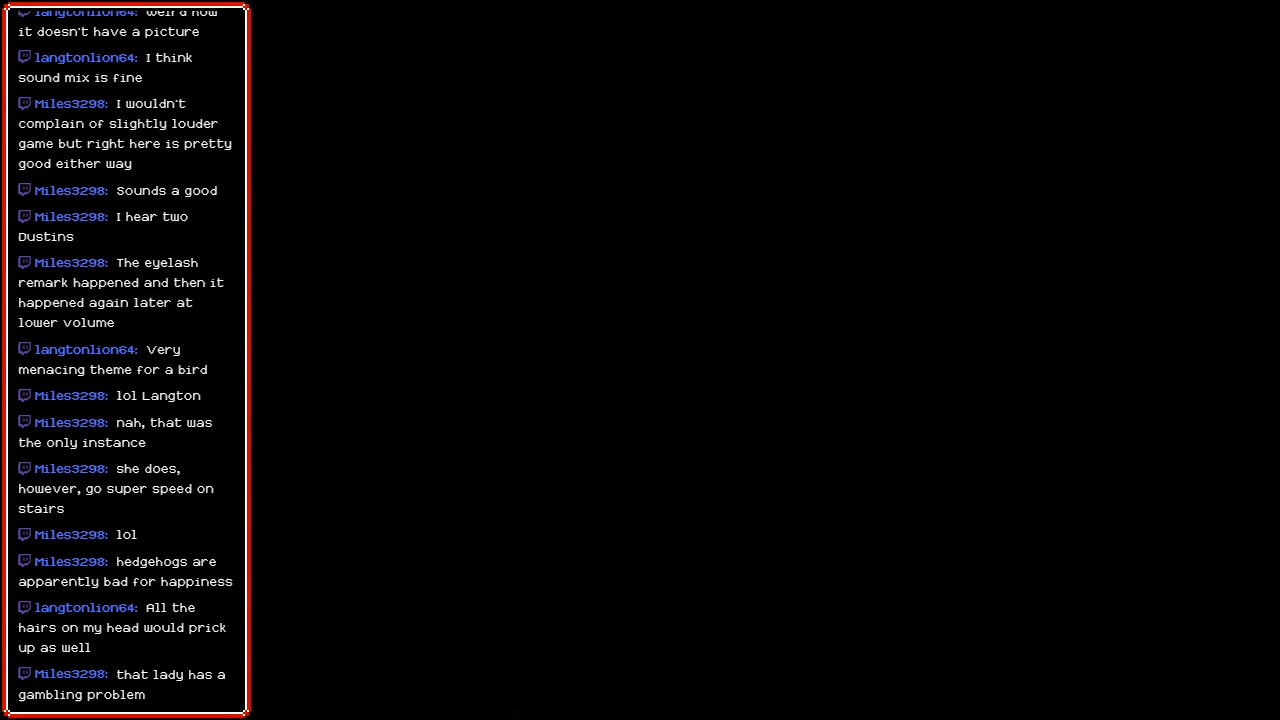 langtonlion64: weird how
it doesn't have a picture
langtonlion64: I think
sound mix is fine
Miles3298: I wouldn't
complain of slightly louder
game but right here is pretty
good either way
Miles3298: Sounds a good
Miles3298: I hear two
Dustins
Miles3298: The eyelash
remark happened and then it
happened again later at
lower volume
langtonlion64: Very
menacing theme for a bird
Miles3298: lol Langton
Miles3298: nah, that was
the only instance
Miles3298: she does,
however, go super speed on
stairs
Miles3298: lol
Miles3298: hedgehogs are
apparently bad for happiness
langtonlion64: All the
hairs on my head would prick
up as well
Miles3298: that lady has a
gambling problem